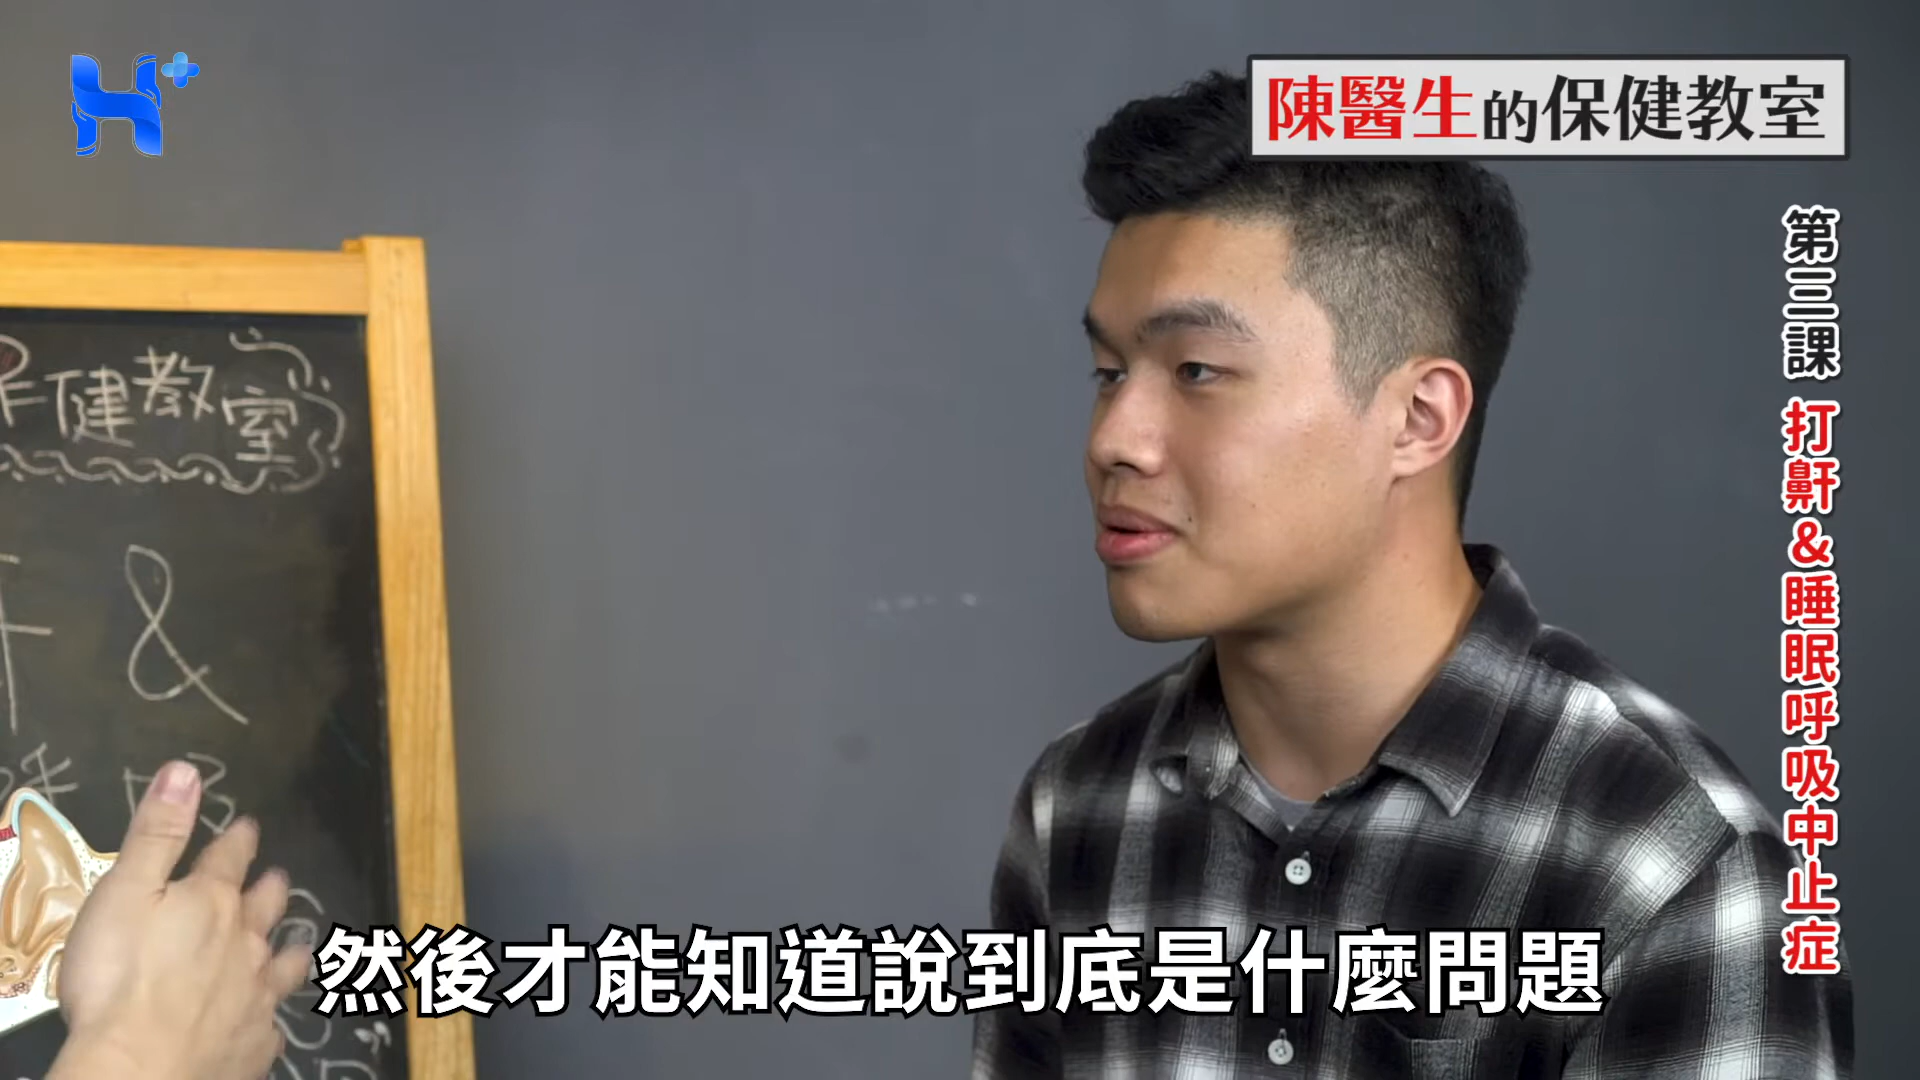 陳醫生的保健教室
第三課 打鼾&睡眠呼吸中止症
健教室
&
然後才能知道說到底是什麼問題